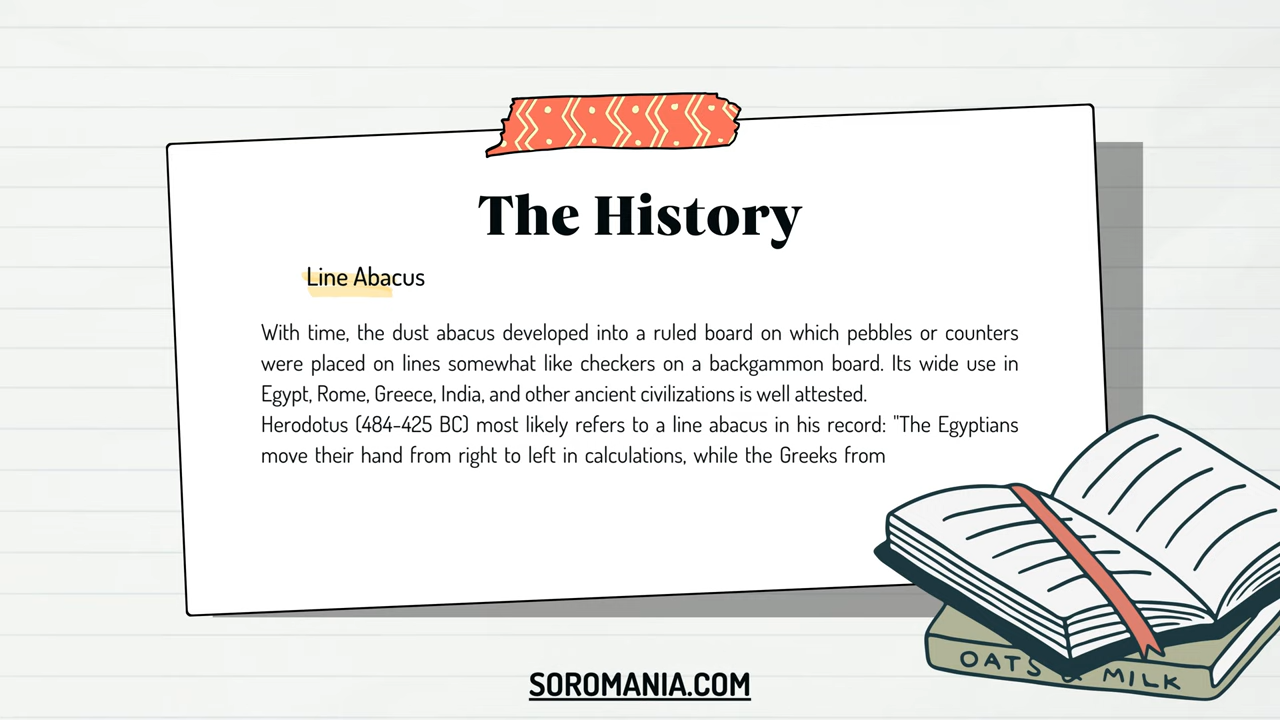 The History
Line Abacus
With time, the dust abacus developed into a ruled board on which pebbles or counters
were placed on lines somewhat like checkers on a backgammon board. Its wide use in
Egypt, Rome, Greece, India, and other ancient civilizations is well attested.
Herodotus (484-425 BC) most likely refers to a line abacus in his record: "The Egyptians
move their hand from right to left in calculations, while the Greeks from
OATS & MILK
SOROMANIA.COM